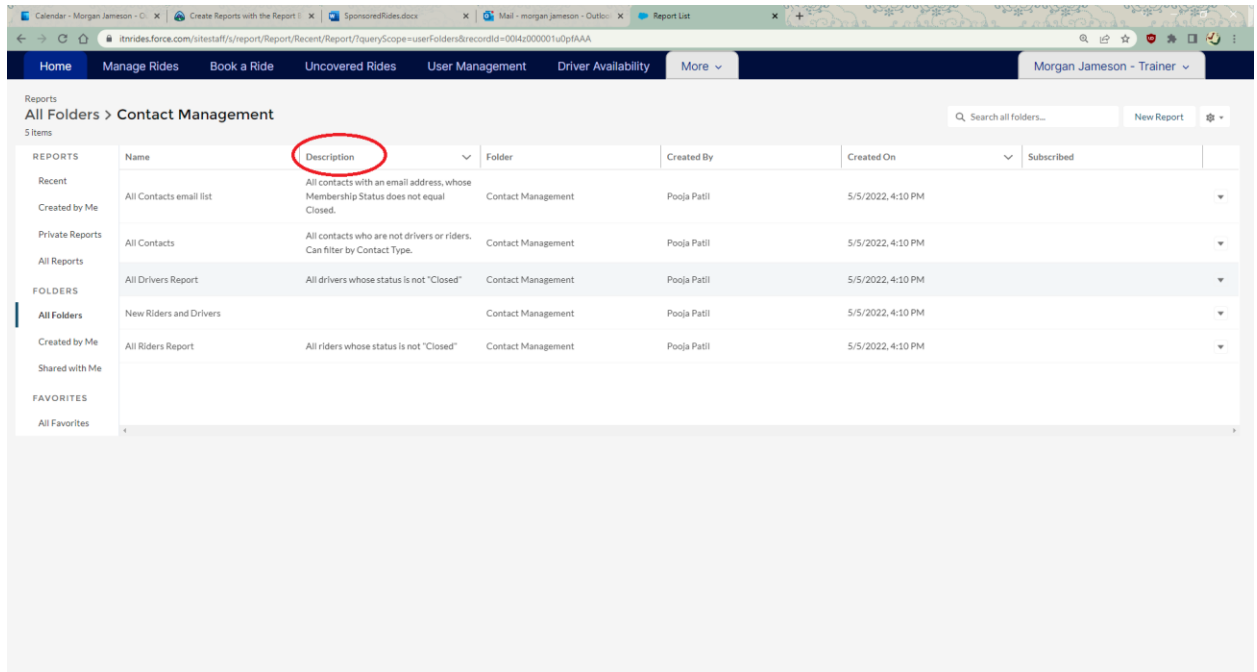 Calendar - Morgan Jameson - O
Create Reports with the Report
SponsoredRides.docx
Mail - morgan jameson - Outloo
Report List
itnrides.force.com/sitestaff/s/report/Report/Recent/Report/?queryScope=userFolders&recordId=00l4z000001u0pfAAA
Home Manage Rides Book a Ride Uncovered Rides User Management Driver Availability More Morgan Jameson - Trainer
Reports
All Folders > Contact Management
5 items
Search all folders...
New Report
REPORTS
Recent
Created by Me
Private Reports
All Reports
FOLDERS
All Folders
Created by Me
Shared with Me
FAVORITES
All Favorites
Name Description Folder Created By Created On Subscribed
All Contacts email list
All contacts with an email address, whose
Membership Status does not equal
Closed.
Contact Management Pooja Patil 5/5/2022, 4:10 PM
All Contacts
All contacts who are not drivers or riders.
Can filter by Contact Type.
Contact Management Pooja Patil 5/5/2022, 4:10 PM
All Drivers Report All drivers whose status is not "Closed" Contact Management Pooja Patil 5/5/2022, 4:10 PM
New Riders and Drivers Contact Management Pooja Patil 5/5/2022, 4:10 PM
All Riders Report All riders whose status is not "Closed" Contact Management Pooja Patil 5/5/2022, 4:10 PM